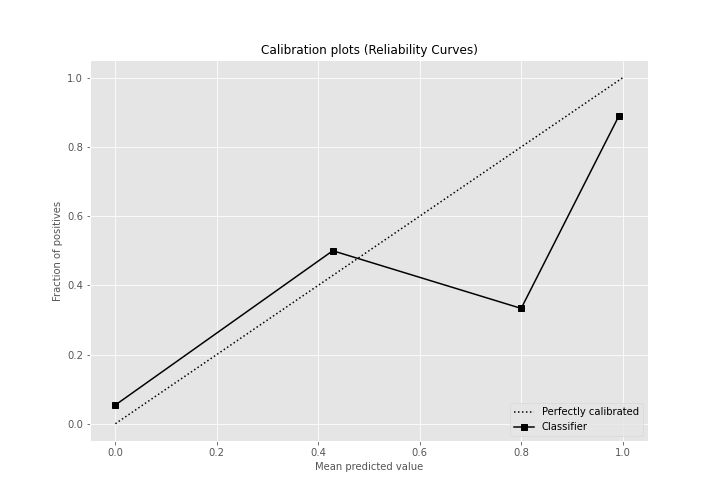 Calibration plots (Reliability Curves)
Fraction of positives
1.0
0.8
0.6
0.4
0.2
0.0
0.0 0.2 0.4 0.6 0.8 1.0
Mean predicted value
Perfectly calibrated
Classifier